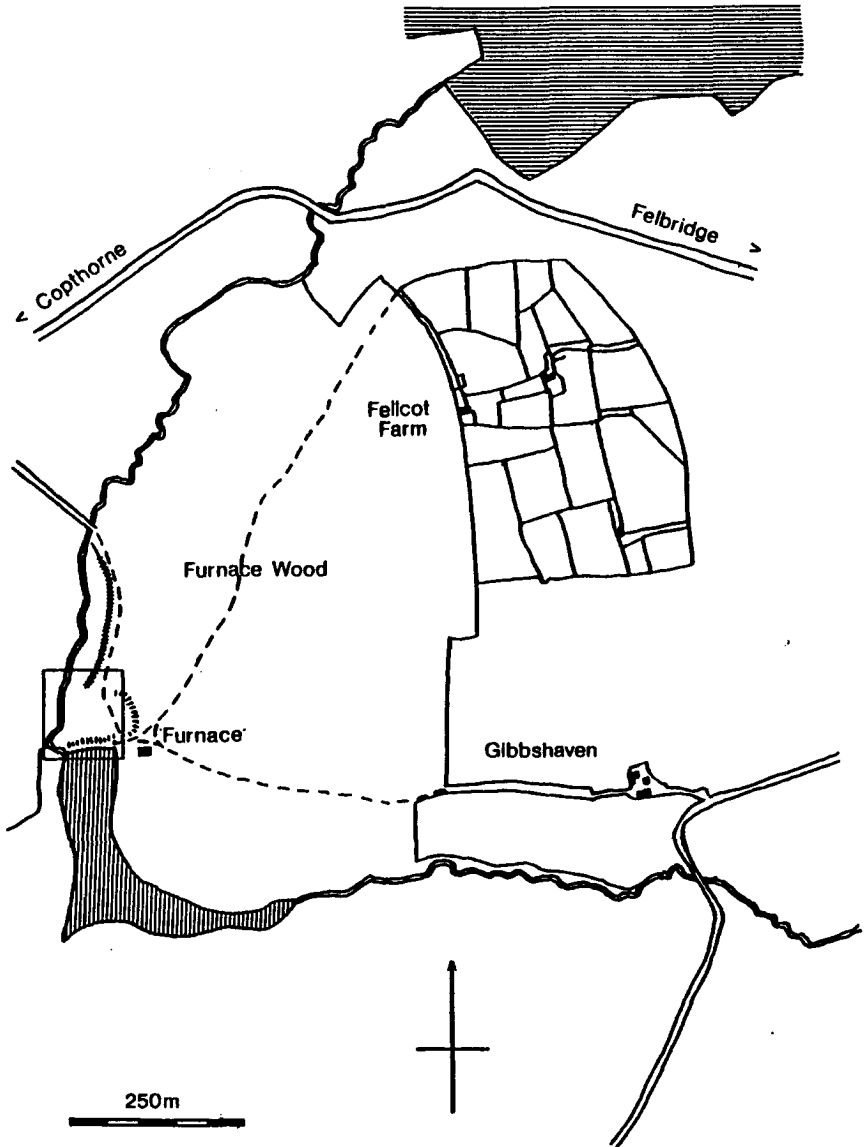 Felbridge
Copthorne
Fellcot
Farm
Furnace Wood
'Furnace'
Gibbshaven
250m